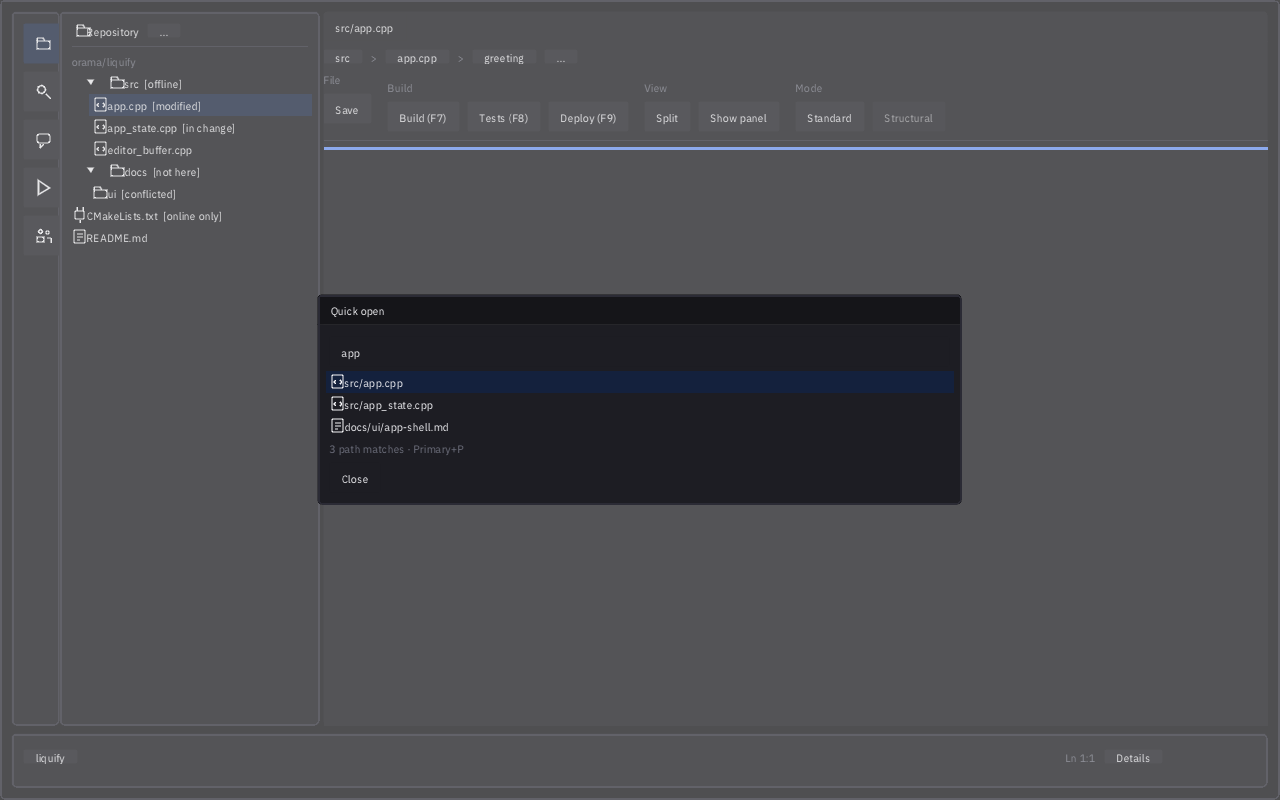 Repository ...
orama/liquify
src [offline]
app.cpp [modified]
app_state.cpp [in change]
editor_buffer.cpp
docs [not here]
ui [conflicted]
CMakeLists.txt [online only]
README.md
src/app.cpp
src > app.cpp > greeting ...
File
Save
Build
Build (F7) Tests (F8) Deploy (F9)
View
Split Show panel
Mode
Standard Structural
Quick open
app
src/app.cpp
src/app_state.cpp
docs/ui/app-shell.md
3 path matches · Primary+P
Close
liquify
Ln 1:1 Details